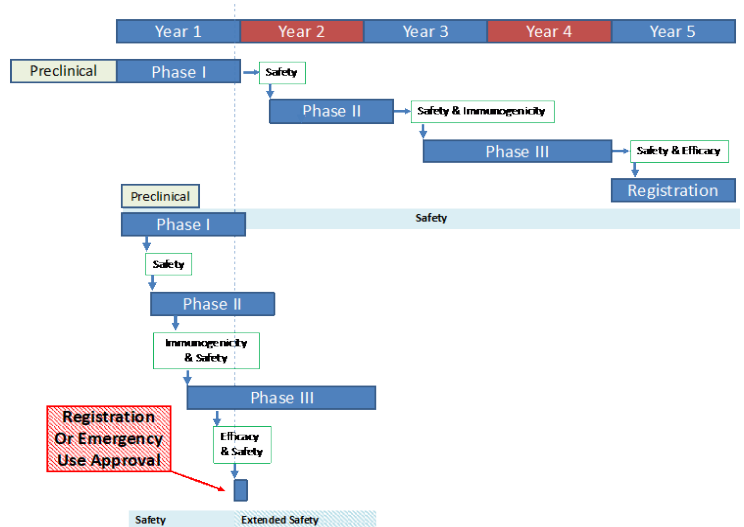 Year 1 Year 2 Year 3 Year 4 Year 5
Preclinical Phase I Safety
Phase II Safety & Immunogenicity
Phase III Safety & Efficacy
Registration
Preclinical
Safety
Phase I
Safety
Phase II
Immunogenicity
& Safety
Phase III
Registration
Or Emergency
Use Approval
Efficacy
& Safety
Safety Extended Safety